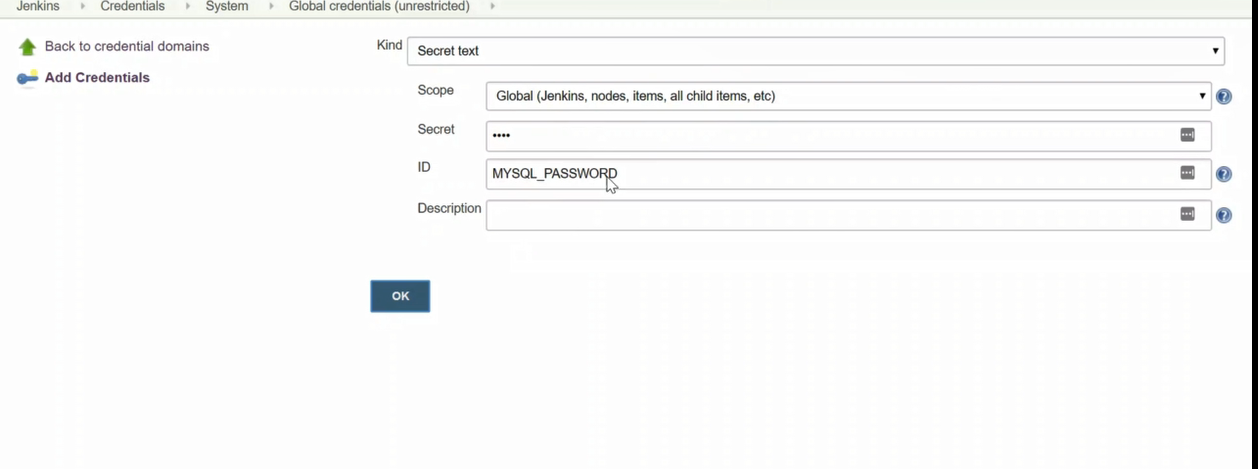 Jenkins Credentials System Global credentials (unrestricted)
Back to credential domains
Add Credentials
Kind Secret text
Scope Global (Jenkins, nodes, items, all child items, etc)
Secret ••••
ID MYSQL_PASSWORD
Description
OK